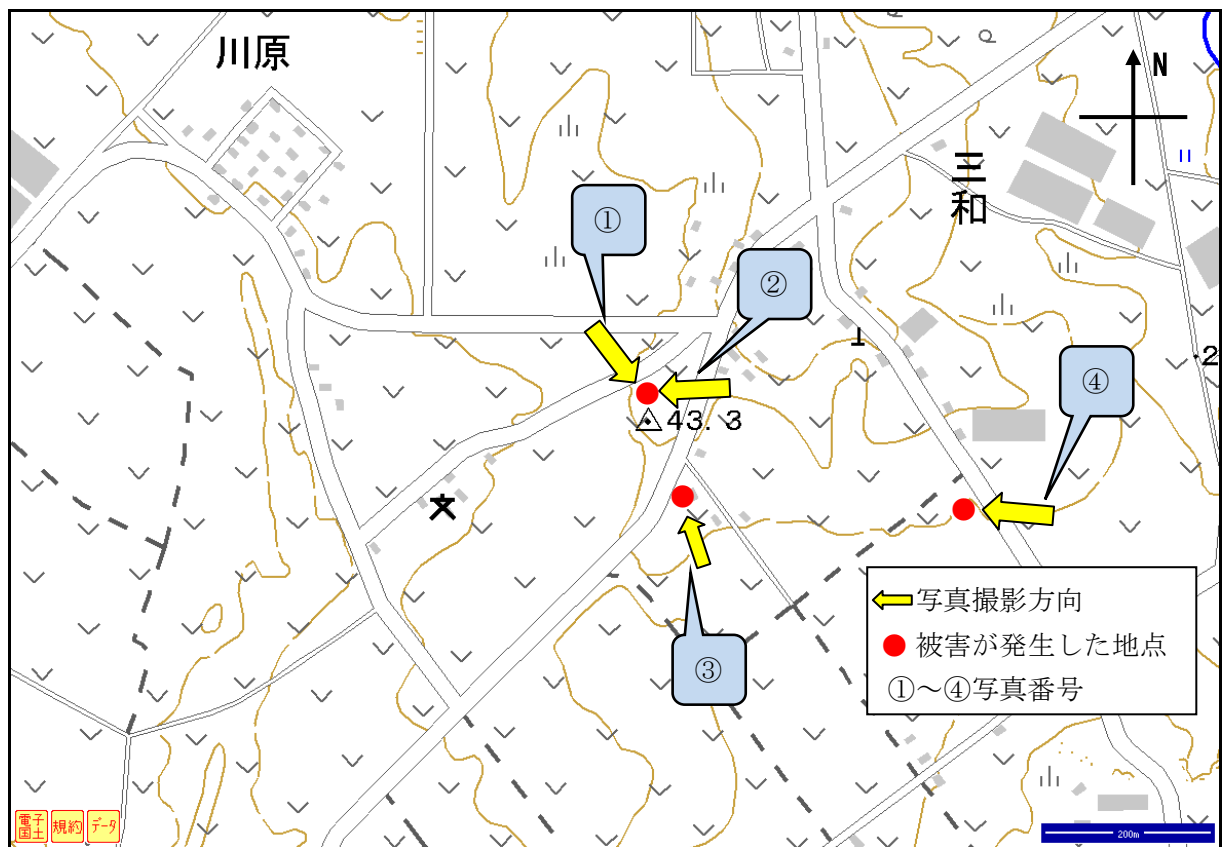 川原
N
三和
①
②
④
・2
43. 3
③
写真撮影方向
被害が発生した地点
①～④写真番号
電子国土
規約
データ
200m